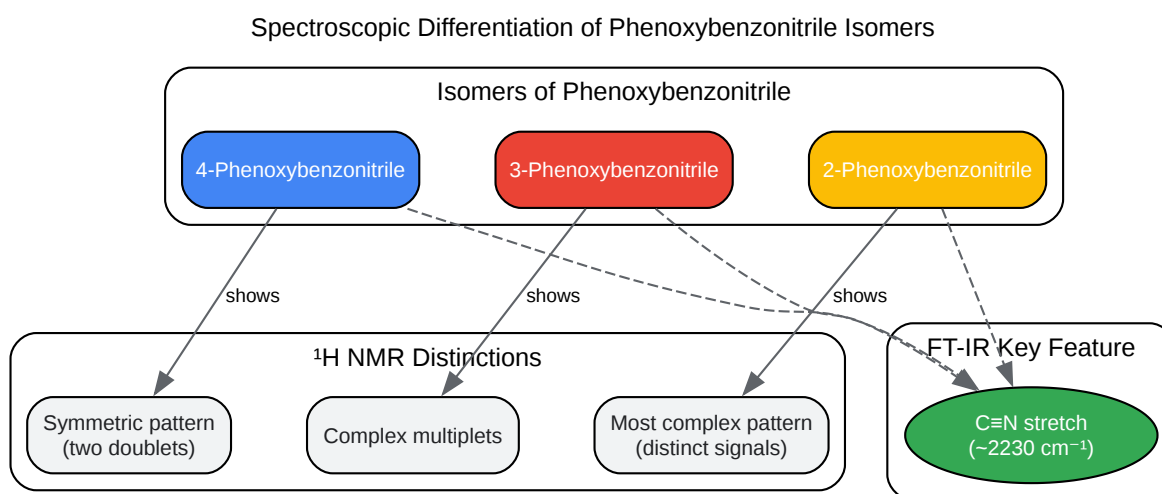 Spectroscopic Differentiation of Phenoxybenzonitrile Isomers
Isomers of Phenoxybenzonitrile
4-Phenoxybenzonitrile
3-Phenoxybenzonitrile
2-Phenoxybenzonitrile
shows
shows
shows
¹H NMR Distinctions
FT-IR Key Feature
Symmetric pattern
(two doublets)
Complex multiplets
Most complex pattern
(distinct signals)
C≡N stretch
(~2230 cm⁻¹)